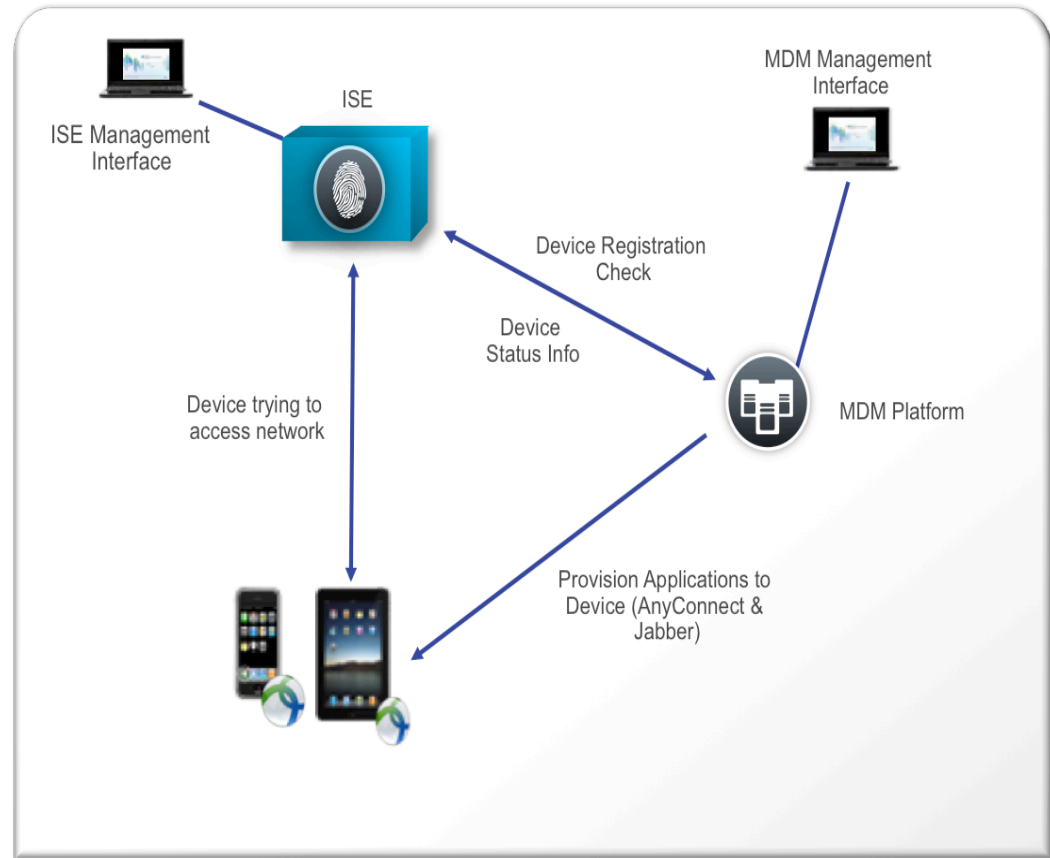 ISE Management
Interface
ISE
MDM Management
Interface
Device Registration
Check
Device
Status Info
Device trying to
access network
MDM Platform
Provision Applications to
Device (AnyConnect &
Jabber)